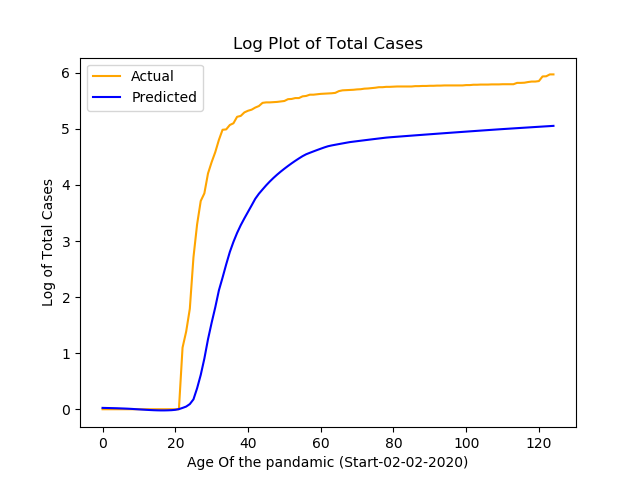 Log Plot of Total Cases
Actual
Predicted
Log of Total Cases
6
5
4
3
2
1
0
0 20 40 60 80 100 120
Age Of the pandamic (Start-02-02-2020)